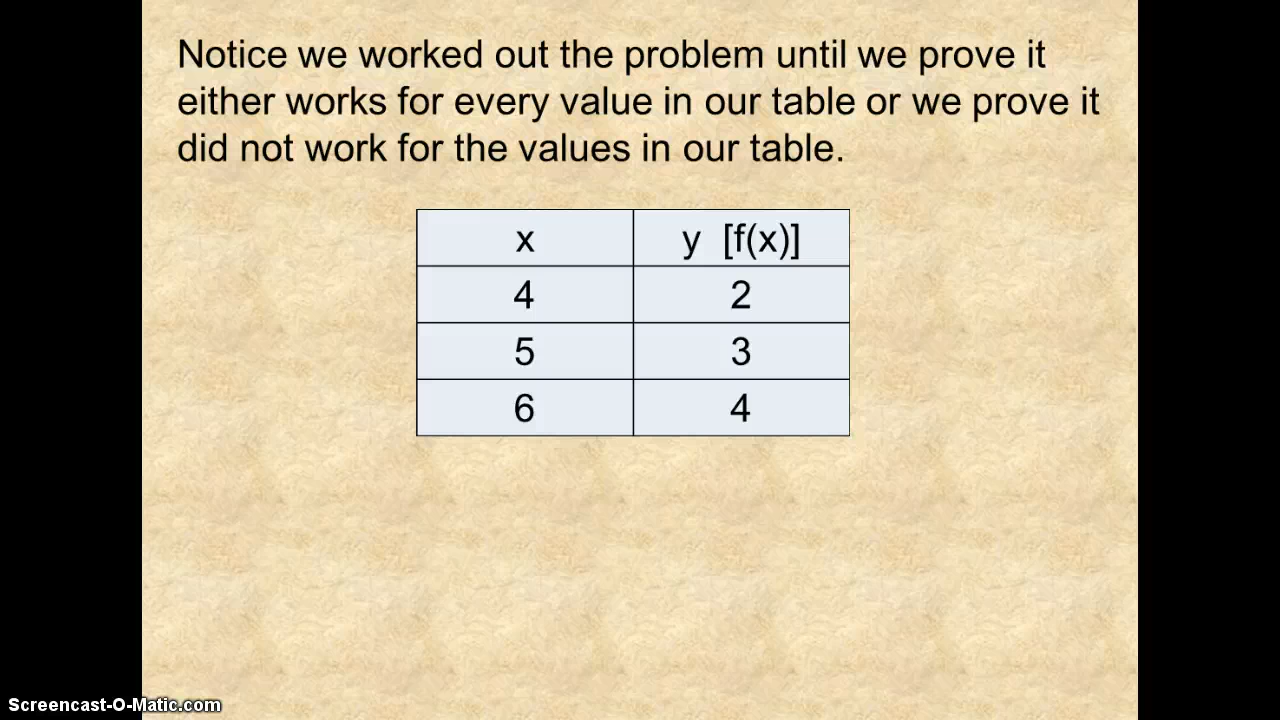 Notice we worked out the problem until we prove it
either works for every value in our table or we prove it
did not work for the values in our table.
x y [f(x)]
4 2
5 3
6 4
Screencast-O-Matic.com